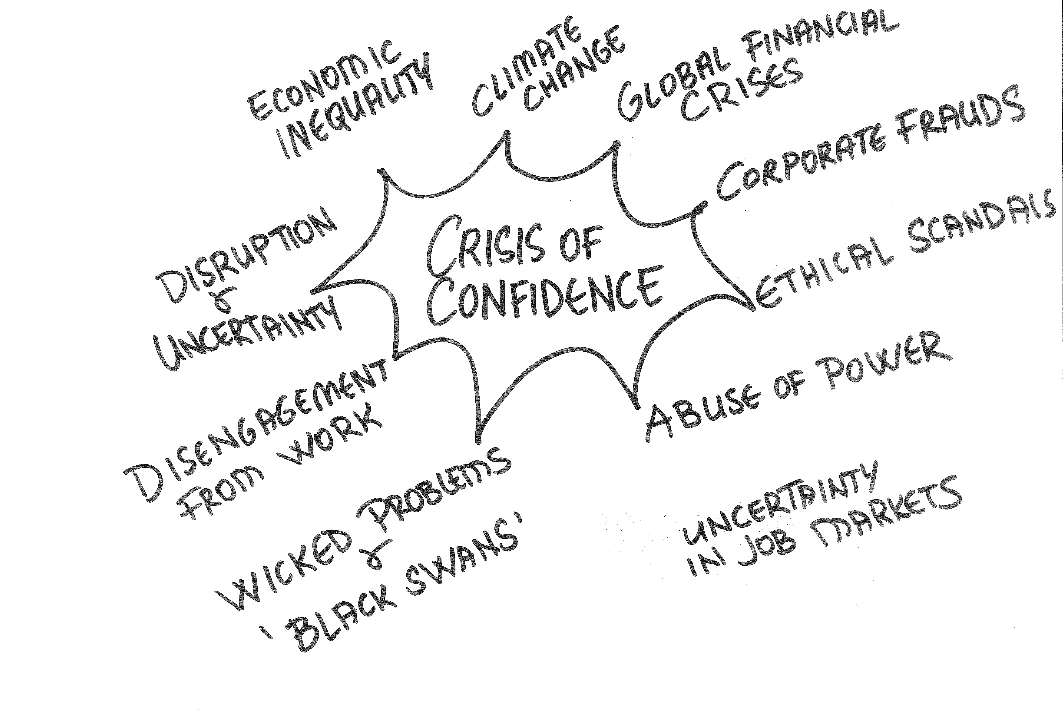 ECONOMIC
INEQUALITY
CLIMATE
CHANGE
GLOBAL FINANCIAL
CRISES
CORPORATE FRAUDS
ETHICAL SCANDALS
ABUSE OF POWER
UNCERTAINTY
IN JOB MARKETS
WICKED PROBLEMS
&
'BLACK SWANS'
DISENGAGEMENT
FROM WORK
DISRUPTION
&
UNCERTAINTY
CRISIS OF
CONFIDENCE